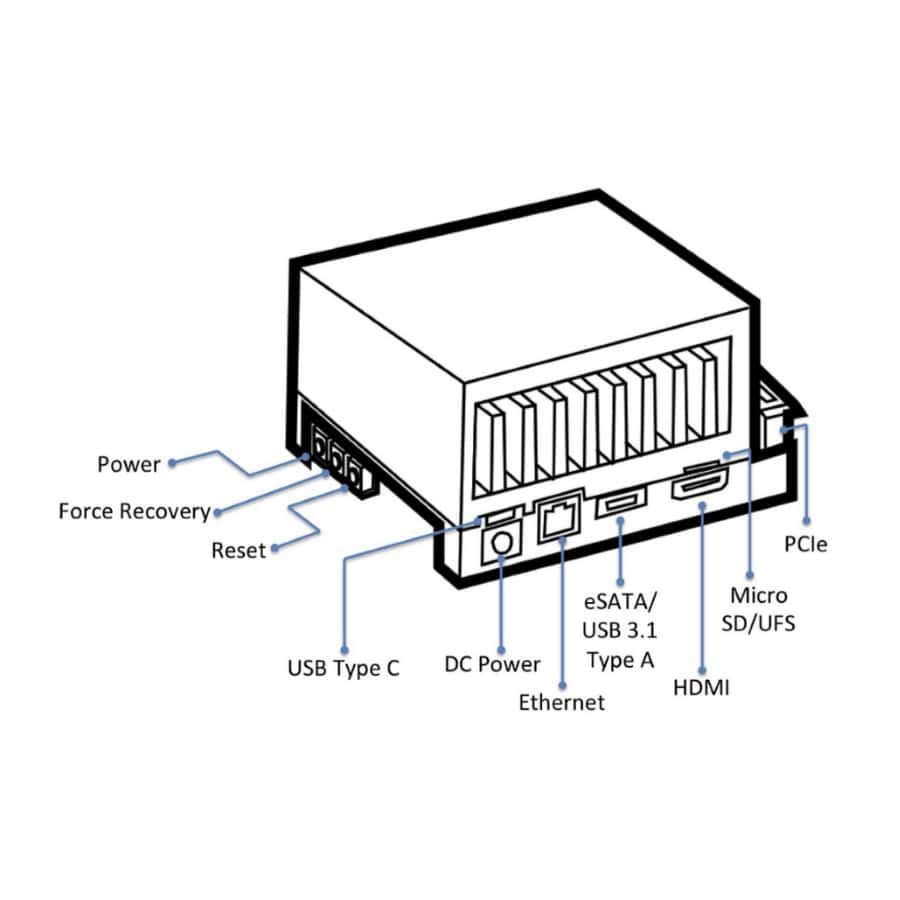 Power
Force Recovery
Reset
USB Type C
DC Power
Ethernet
eSATA/
USB 3.1
Type A
HDMI
Micro
SD/UFS
PCIe